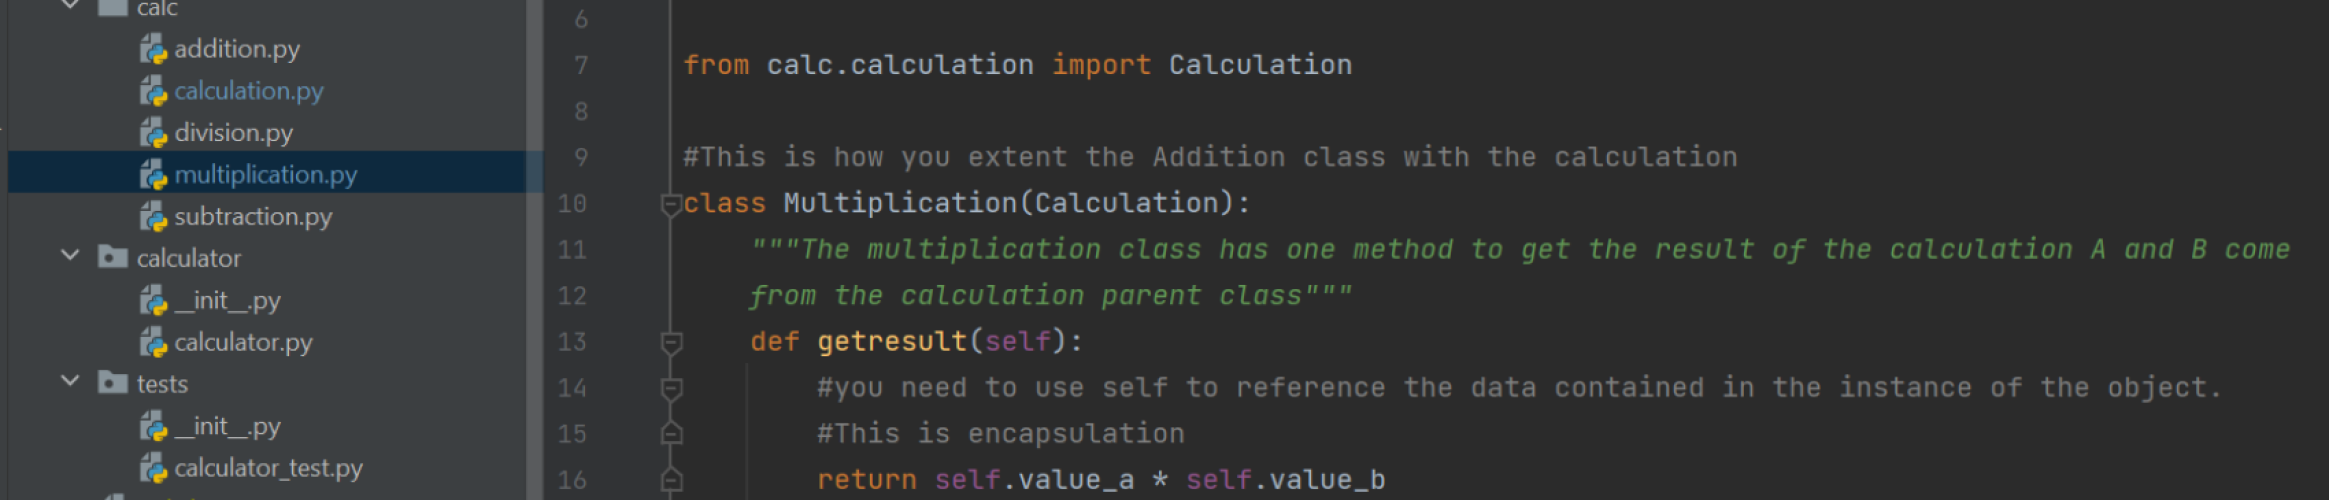 calc
addition.py
calculation.py
division.py
multiplication.py
subtraction.py
calculator
__init__.py
calculator.py
tests
__init__.py
calculator_test.py
6
7 from calc.calculation import Calculation
8
9 #This is how you extent the Addition class with the calculation
10 class Multiplication(Calculation):
11 """The multiplication class has one method to get the result of the calculation A and B come
12 from the calculation parent class"""
13 def getresult(self):
14 #you need to use self to reference the data contained in the instance of the object.
15 #This is encapsulation
16 return self.value_a * self.value_b